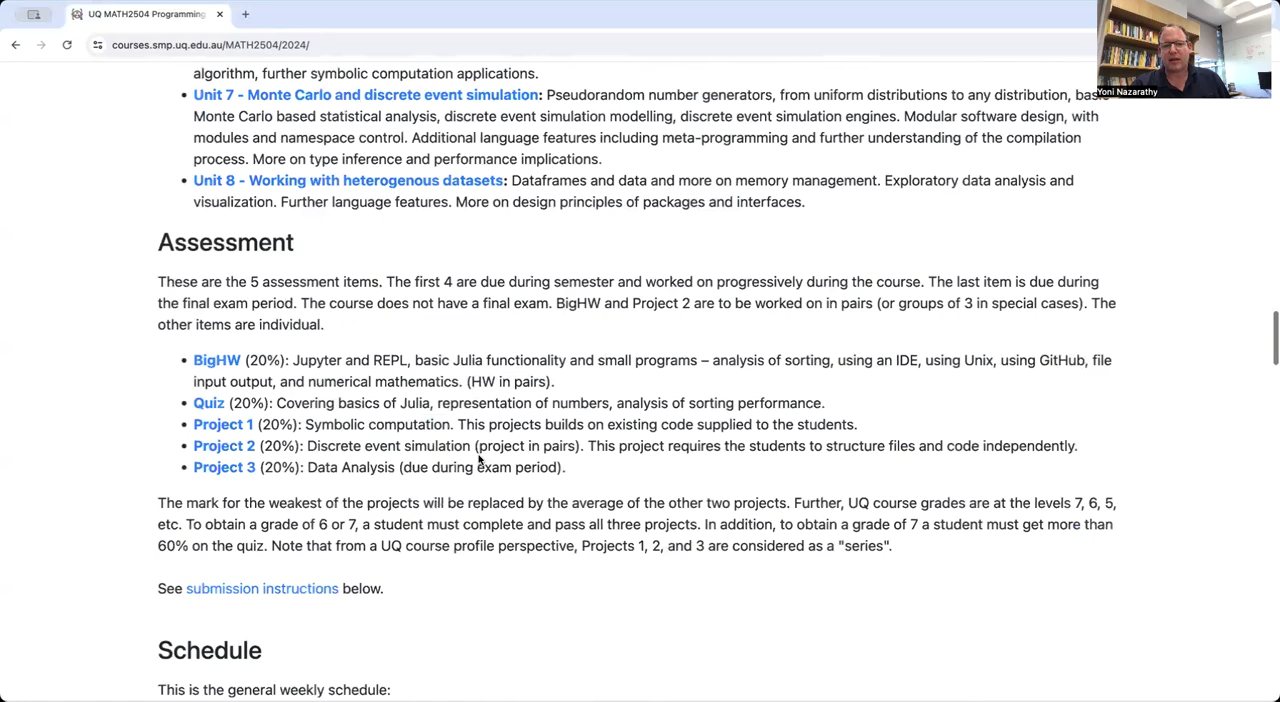 UQ MATH2504 Programming
courses.smp.uq.edu.au/MATH2504/2024/
Yoni Nazarathy
algorithm, further symbolic computation applications.
• Unit 7 - Monte Carlo and discrete event simulation: Pseudorandom number generators, from uniform distributions to any distribution, basic
Monte Carlo based statistical analysis, discrete event simulation modelling, discrete event simulation engines. Modular software design, with
modules and namespace control. Additional language features including meta-programming and further understanding of the compilation
process. More on type inference and performance implications.
• Unit 8 - Working with heterogenous datasets: Dataframes and data and more on memory management. Exploratory data analysis and
visualization. Further language features. More on design principles of packages and interfaces.
Assessment
These are the 5 assessment items. The first 4 are due during semester and worked on progressively during the course. The last item is due during
the final exam period. The course does not have a final exam. BigHW and Project 2 are to be worked on in pairs (or groups of 3 in special cases). The
other items are individual.
• BigHW (20%): Jupyter and REPL, basic Julia functionality and small programs – analysis of sorting, using an IDE, using Unix, using GitHub, file
input output, and numerical mathematics. (HW in pairs).
• Quiz (20%): Covering basics of Julia, representation of numbers, analysis of sorting performance.
• Project 1 (20%): Symbolic computation. This projects builds on existing code supplied to the students.
• Project 2 (20%): Discrete event simulation (project in pairs). This project requires the students to structure files and code independently.
• Project 3 (20%): Data Analysis (due during exam period).
The mark for the weakest of the projects will be replaced by the average of the other two projects. Further, UQ course grades are at the levels 7, 6, 5,
etc. To obtain a grade of 6 or 7, a student must complete and pass all three projects. In addition, to obtain a grade of 7 a student must get more than
60% on the quiz. Note that from a UQ course profile perspective, Projects 1, 2, and 3 are considered as a "series".
See submission instructions below.
Schedule
This is the general weekly schedule: